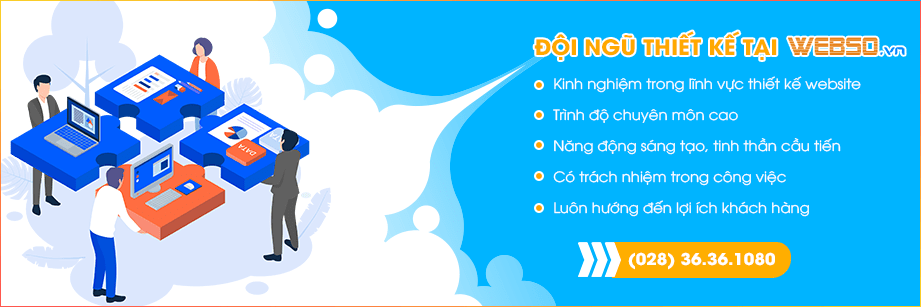 ĐỘI NGŨ THIẾT KẾ TẠI WEBSO.vn
Kinh nghiệm trong lĩnh vực thiết kế website
Trình độ chuyên môn cao
Năng động sáng tạo, tinh thần cầu tiến
Có trách nhiệm trong công việc
Luôn hướng đến lợi ích khách hàng
(028) 36.36.1080
DATA